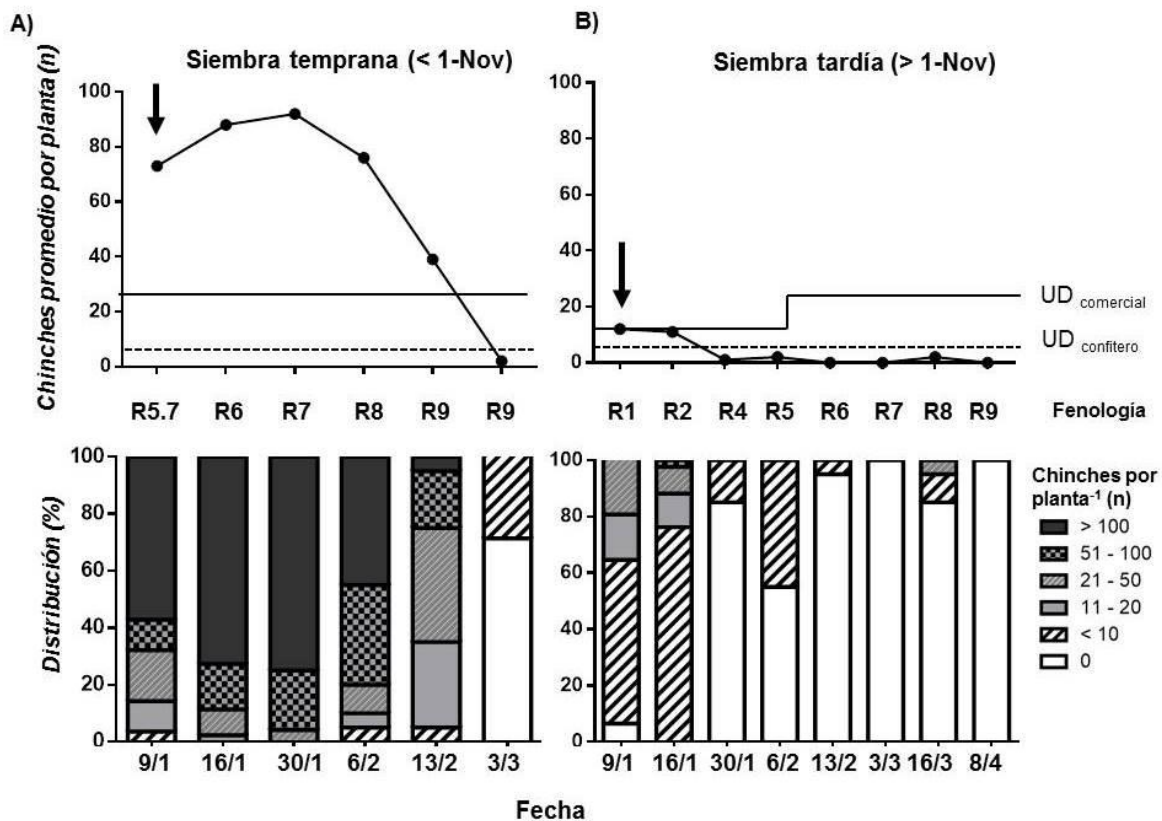 A)
Siembra temprana (< 1-Nov)
Chinches promedio por planta (n)
100
80
60
40
20
0
R5.7 R6 R7 R8 R9 R9
B)
Siembra tardía (> 1-Nov)
100
80
60
40
20
0
UD comercial
UD confitero
R1 R2 R4 R5 R6 R7 R8 R9
Fenología
Distribución (%)
100
80
60
40
20
0
9/1 16/1 30/1 6/2 13/2 3/3
100
80
60
40
20
0
9/1 16/1 30/1 6/2 13/2 3/3 16/3 8/4
Chinches por
planta-1 (n)
> 100
51 - 100
21 - 50
11 - 20
< 10
0
Fecha